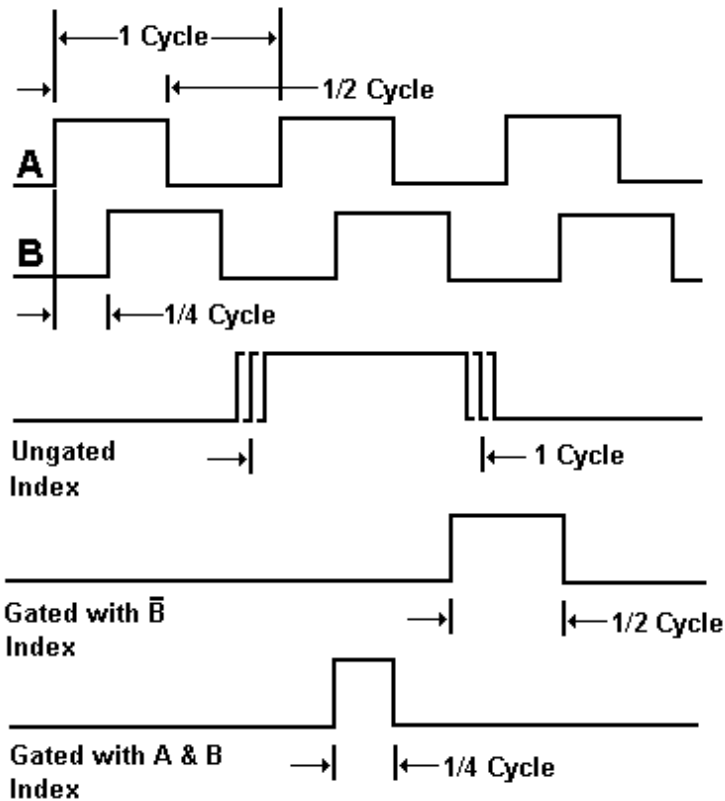 1 Cycle
1/2 Cycle
A
B
1/4 Cycle
Ungated
Index
1 Cycle
Gated with B̅
Index
1/2 Cycle
Gated with A & B
Index
1/4 Cycle